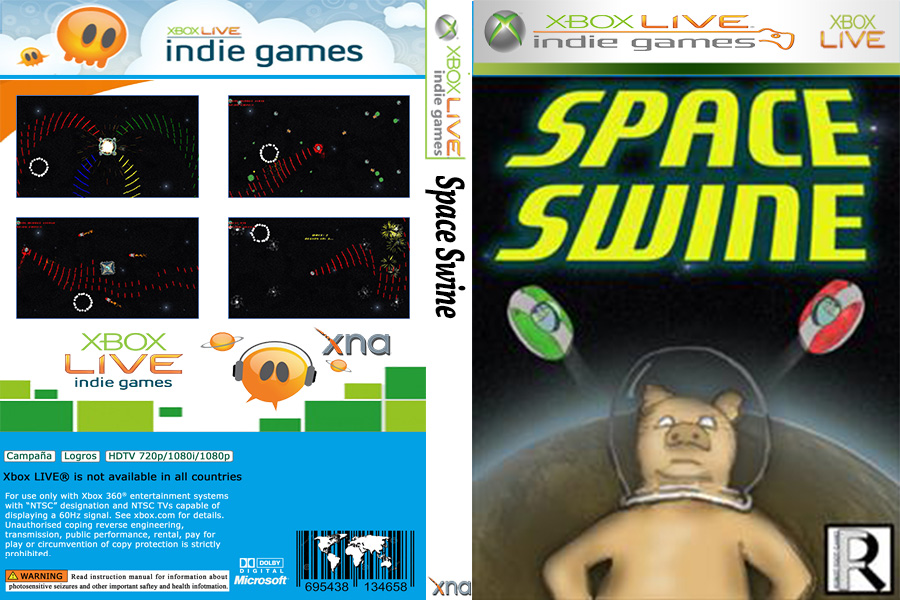 XBOX LIVE
indie games
XBOX LIVE
indie games
Campaña
Logros
HDTV 720p/1080i/1080p
Xbox LIVE® is not available in all countries
For use only with Xbox 360® entertainment systems
with "NTSC" designation and NTSC TVs capable of
displaying a 60Hz signal. See xbox.com for details.
Unauthorised coping reverse engineering,
transmission, public performance, rental, pay for
play or circumvention of copy protection is strictly
prohibited.
WARNING Read instruction manual for information about
photosensitive seizures and other important saftey and health infotmation.
xna
DOLBY
DIGITAL
Microsoft
695438 134658
XBOX LIVE
indie games
Space Swine
xna
XBOX LIVE
indie games
XBOX
LIVE
SPACE
SWINE
R